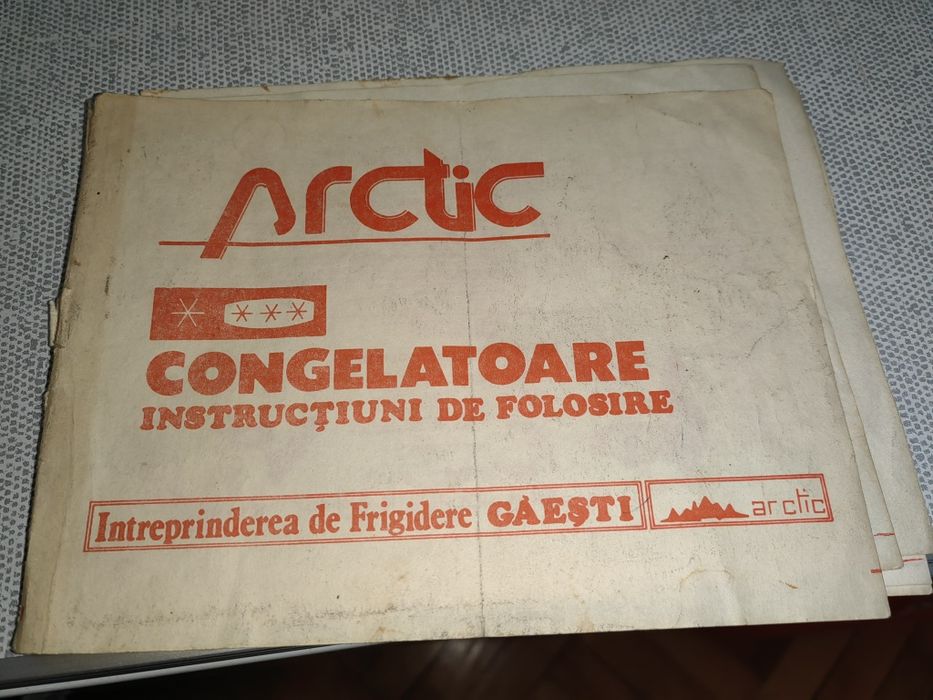 Arctic
CONGELATOARE
INSTRUCŢIUNI DE FOLOSIRE
Intreprinderea de Frigidere GĂEŞTI
arctic